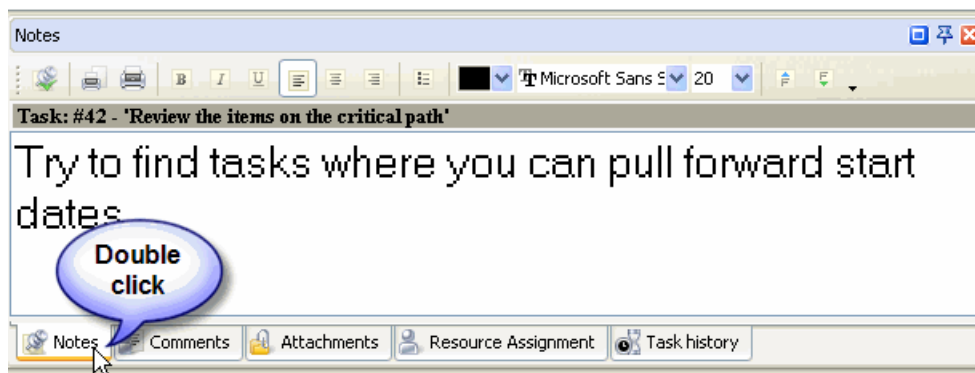 Notes
B I U Microsoft Sans S 20 F F
Task: #42 - 'Review the items on the critical path'
Try to find tasks where you can pull forward start
dates
Double
click
Notes Comments Attachments Resource Assignment Task history